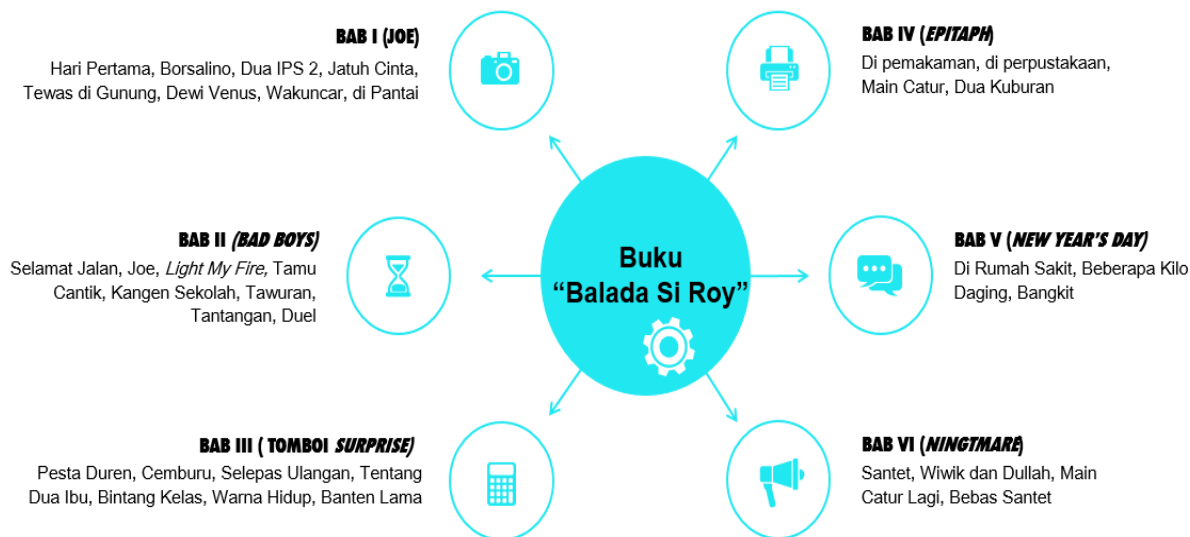 BAB I (JOE)
Hari Pertama, Borsalino, Dua IPS 2, Jatuh Cinta,
Tewas di Gunung, Dewi Venus, Wakuncar, di Pantai
BAB II (BAD BOYS)
Selamat Jalan, Joe, Light My Fire, Tamu
Cantik, Kangen Sekolah, Tawuran,
Tantangan, Duel
BAB III ( TOMBOI SURPRISE)
Pesta Duren, Cemburu, Selepas Ulangan, Tentang
Dua Ibu, Bintang Kelas, Warna Hidup, Banten Lama
Buku
“Balada Si Roy”
BAB IV (EPITAPH)
Di pemakaman, di perpustakaan,
Main Catur, Dua Kuburan
BAB V (NEW YEAR'S DAY)
Di Rumah Sakit, Beberapa Kilo
Daging, Bangkit
BAB VI (NINGTMARE)
Santet, Wiwik dan Dullah, Main
Catur Lagi, Bebas Santet